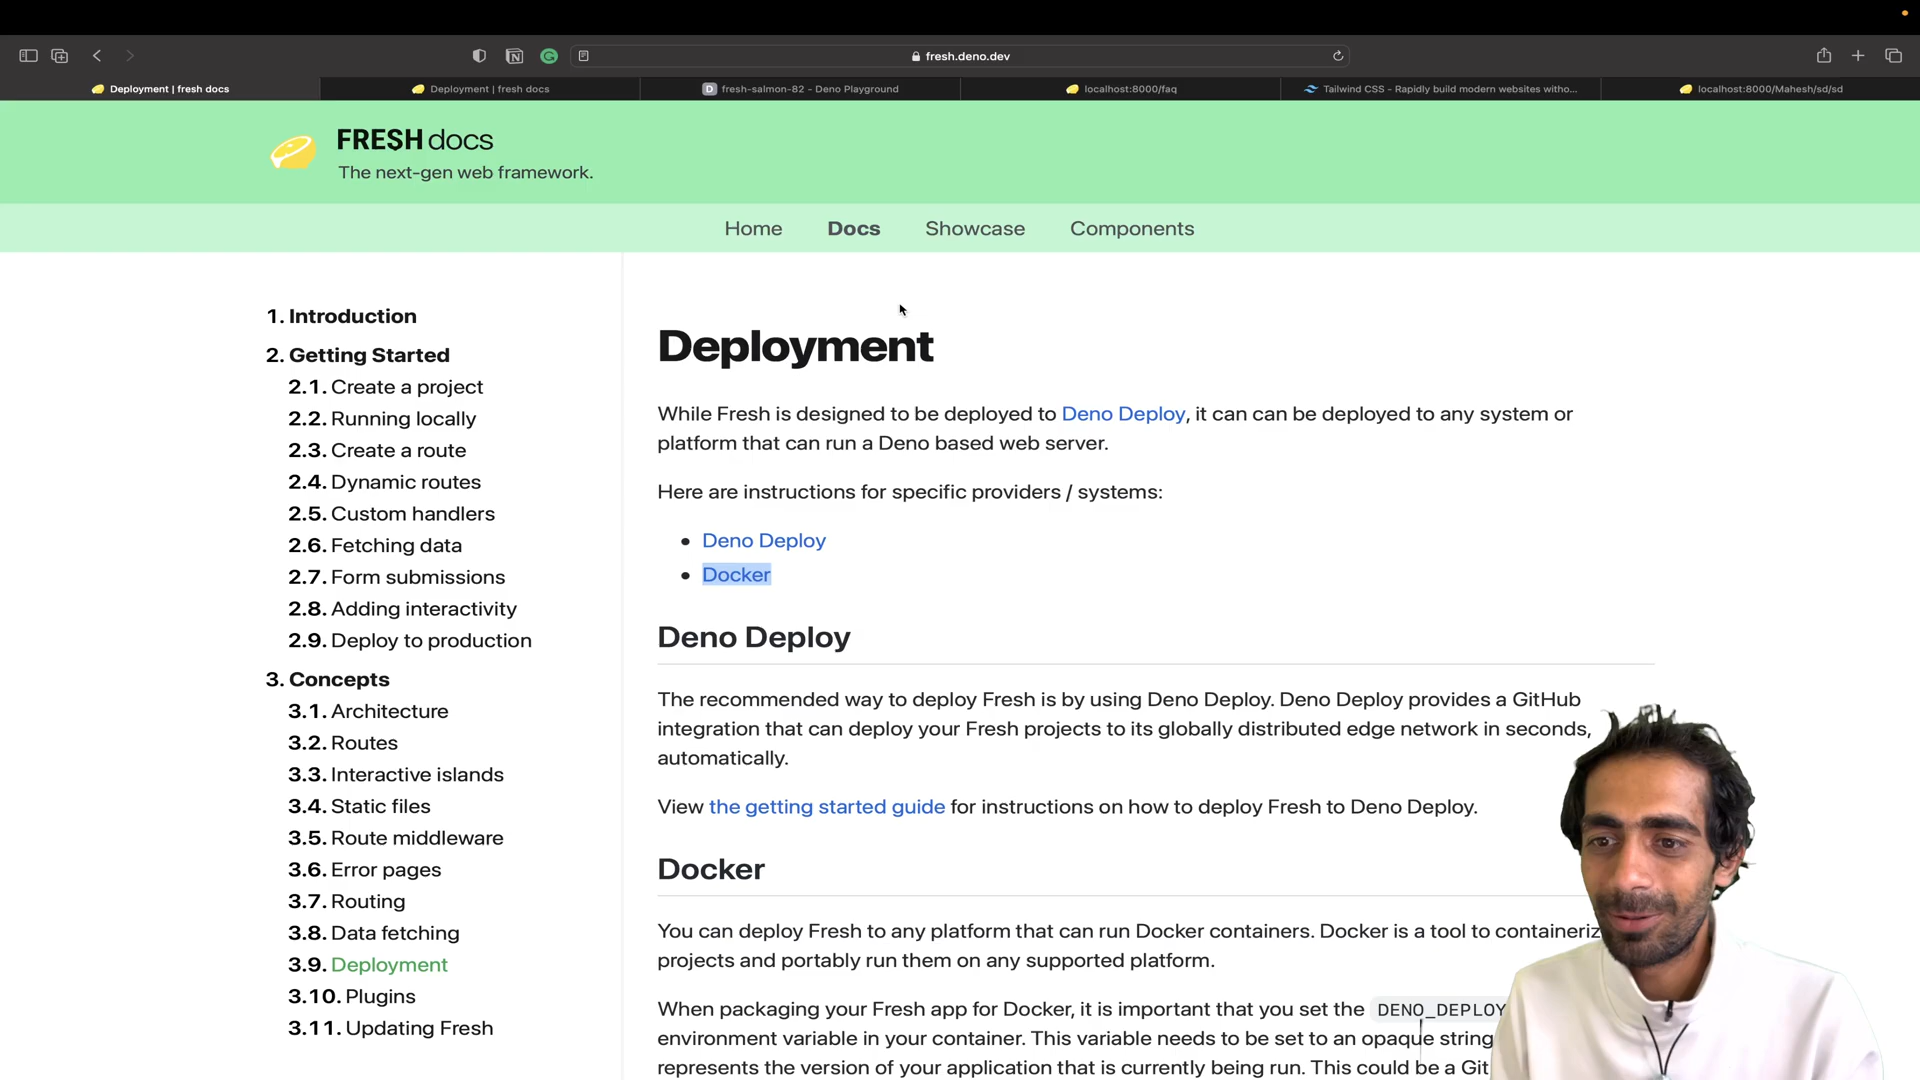 fresh.deno.dev
Deployment | fresh docs
Deployment | fresh docs
D fresh-salmon-82 - Deno Playground
localhost:8000/faq
Tailwind CSS - Rapidly build modern websites witho...
localhost:8000/Mahesh/sd/sd
FRESH docs
The next-gen web framework.
Home
Docs
Showcase
Components
1. Introduction
2. Getting Started
2.1. Create a project
2.2. Running locally
2.3. Create a route
2.4. Dynamic routes
2.5. Custom handlers
2.6. Fetching data
2.7. Form submissions
2.8. Adding interactivity
2.9. Deploy to production
3. Concepts
3.1. Architecture
3.2. Routes
3.3. Interactive islands
3.4. Static files
3.5. Route middleware
3.6. Error pages
3.7. Routing
3.8. Data fetching
3.9. Deployment
3.10. Plugins
3.11. Updating Fresh
Deployment
While Fresh is designed to be deployed to Deno Deploy, it can can be deployed to any system or
platform that can run a Deno based web server.
Here are instructions for specific providers / systems:
• Deno Deploy
• Docker
Deno Deploy
The recommended way to deploy Fresh is by using Deno Deploy. Deno Deploy provides a GitHub
integration that can deploy your Fresh projects to its globally distributed edge network in seconds,
automatically.
View the getting started guide for instructions on how to deploy Fresh to Deno Deploy.
Docker
You can deploy Fresh to any platform that can run Docker containers. Docker is a tool to containeriz
projects and portably run them on any supported platform.
When packaging your Fresh app for Docker, it is important that you set the DENO_DEPLOY
environment variable in your container. This variable needs to be set to an opaque string
represents the version of your application that is currently being run. This could be a Git